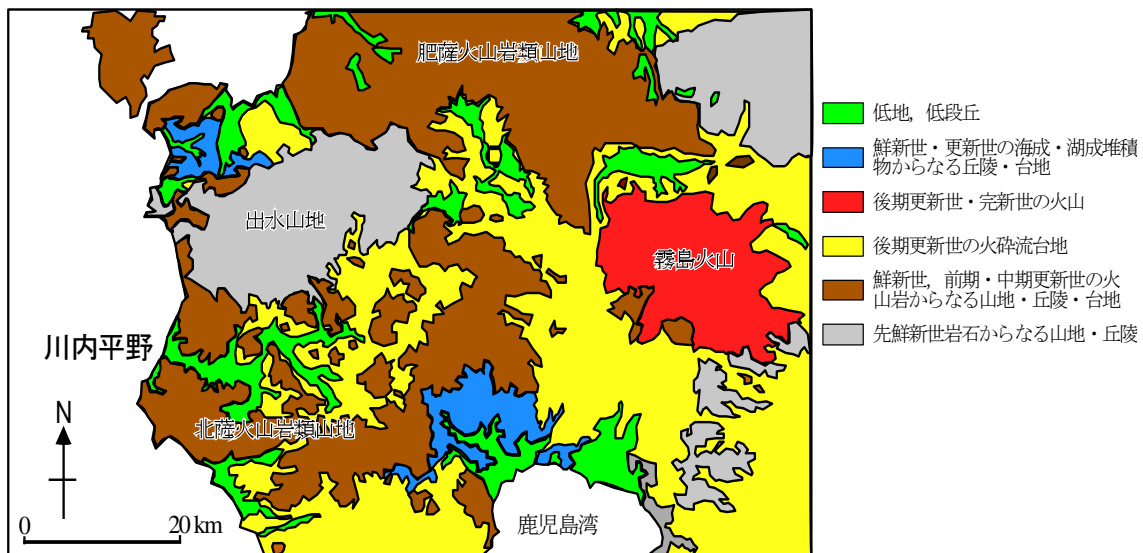 肥薩火山岩類山地
出水山地
霧島火山
川内平野
北薩火山岩類山地
鹿児島湾
N
0 20 km
低地，低段丘
鮮新世・更新世の海成・湖成堆積
物からなる丘陵・台地
後期更新世・完新世の火山
後期更新世の火砕流台地
鮮新世，前期・中期更新世の火
山岩からなる山地・丘陵・台地
先鮮新世岩石からなる山地・丘陵